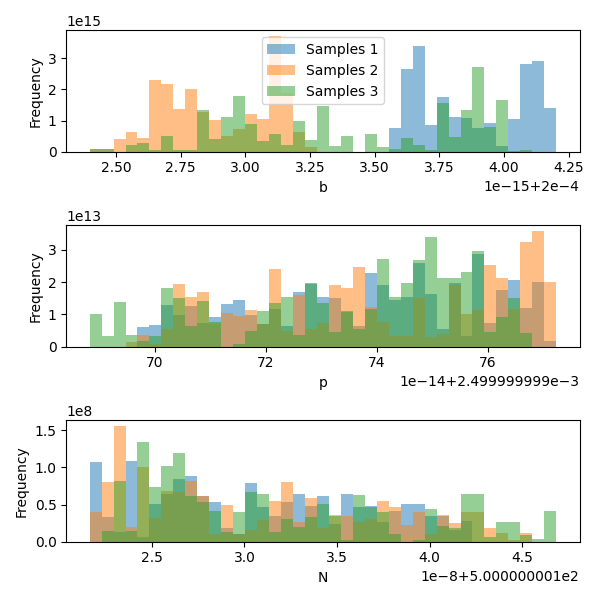 1e15
Frequency
3
2
1
0
Samples 1
Samples 2
Samples 3
2.50 2.75 3.00 3.25 3.50 3.75 4.00 4.25
b
1e−15+2e−4
1e13
Frequency
3
2
1
0
70 72 74 76
p
1e−14+2.499999999e−3
1e8
Frequency
1.5
1.0
0.5
0.0
2.5 3.0 3.5 4.0 4.5
N
1e−8+5.000000001e2